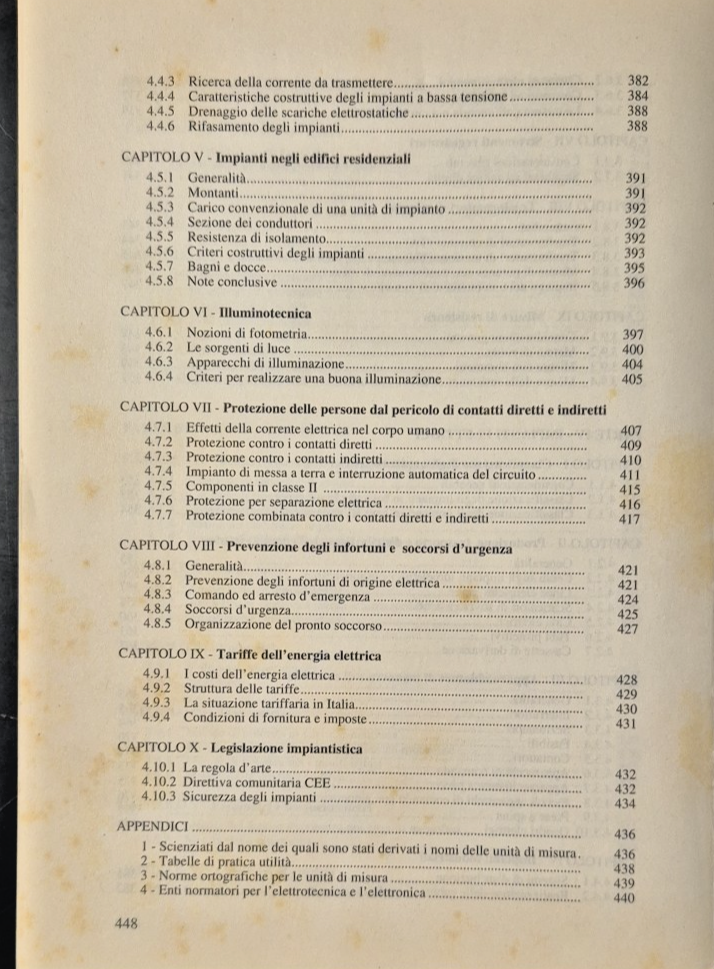 4.4.3 Ricerca della corrente da trasmettere........ 382
4.4.4 Caratteristiche costruttive degli impianti a bassa tensione........ 384
4.4.5 Drenaggio delle scariche elettrostatiche........ 388
4.4.6 Rifasamento degli impianti........ 388
CAPITOLO V - Impianti negli edifici residenziali
4.5.1 Generalità........ 391
4.5.2 Montanti........ 391
4.5.3 Carico convenzionale di una unità di impianto........ 392
4.5.4 Sezione dei conduttori........ 392
4.5.5 Resistenza di isolamento........ 392
4.5.6 Criteri costruttivi degli impianti........ 393
4.5.7 Bagni e docce........ 395
4.5.8 Note conclusive........ 396
CAPITOLO VI - Illuminotecnica
4.6.1 Nozioni di fotometria........ 397
4.6.2 Le sorgenti di luce........ 400
4.6.3 Apparecchi di illuminazione........ 404
4.6.4 Criteri per realizzare una buona illuminazione........ 405
CAPITOLO VII - Protezione delle persone dal pericolo di contatti diretti e indiretti
4.7.1 Effetti della corrente elettrica nel corpo umano........ 407
4.7.2 Protezione contro i contatti diretti........ 409
4.7.3 Protezione contro i contatti indiretti........ 410
4.7.4 Impianto di messa a terra e interruzione automatica del circuito........ 411
4.7.5 Componenti in classe II........ 415
4.7.6 Protezione per separazione elettrica........ 416
4.7.7 Protezione combinata contro i contatti diretti e indiretti........ 417
CAPITOLO VIII - Prevenzione degli infortuni e soccorsi d'urgenza
4.8.1 Generalità........ 421
4.8.2 Prevenzione degli infortuni di origine elettrica........ 421
4.8.3 Comando ed arresto d'emergenza........ 424
4.8.4 Soccorsi d'urgenza........ 425
4.8.5 Organizzazione del pronto soccorso........ 427
CAPITOLO IX - Tariffe dell'energia elettrica
4.9.1 I costi dell'energia elettrica........ 428
4.9.2 Struttura delle tariffe........ 429
4.9.3 La situazione tariffaria in Italia........ 430
4.9.4 Condizioni di fornitura e imposte........ 431
CAPITOLO X - Legislazione impiantistica
4.10.1 La regola d'arte........ 432
4.10.2 Direttiva comunitaria CEE........ 432
4.10.3 Sicurezza degli impianti........ 434
APPENDICI........ 436
1 - Scienziati dal nome dei quali sono stati derivati i nomi delle unità di misura. 436
2 - Tabelle di pratica utilità........ 438
3 - Norme ortografiche per le unità di misura........ 439
4 - Enti normatori per l'elettrotecnica e l'elettronica........ 440
448